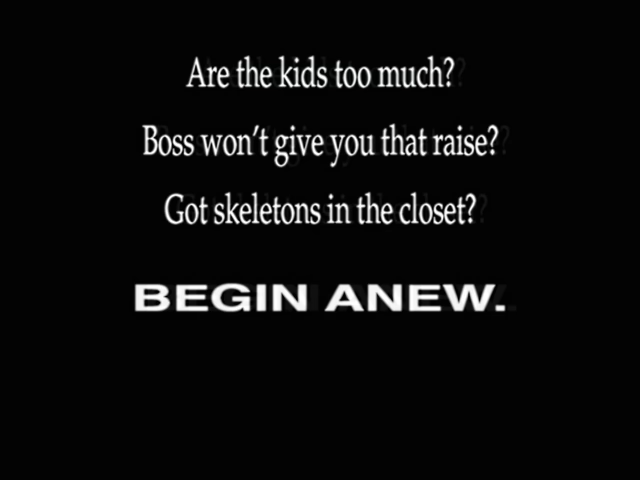 Are the kids too much?
Boss won't give you that raise?
Got skeletons in the closet?
BEGIN ANEW.